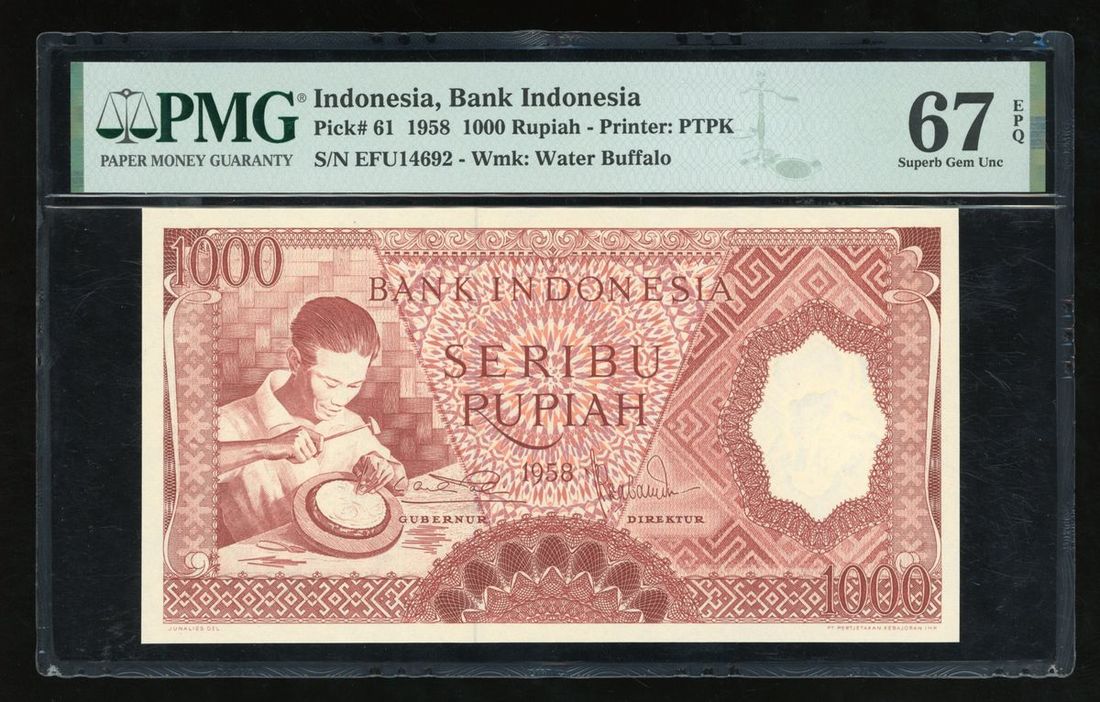 PMG®
PAPER MONEY GUARANTY
Indonesia, Bank Indonesia
Pick# 61 1958 1000 Rupiah - Printer: PTPK
S/N EFU14692 - Wmk: Water Buffalo
67 EPQ
Superb Gem Unc
1000
BANK INDONESIA
SERIBU
RUPIAH
1958
GUBERNUR DIREKTUR
1000
JUNALIES DEL. PT. PERTJETAKAN KEBAJORAN IMP.